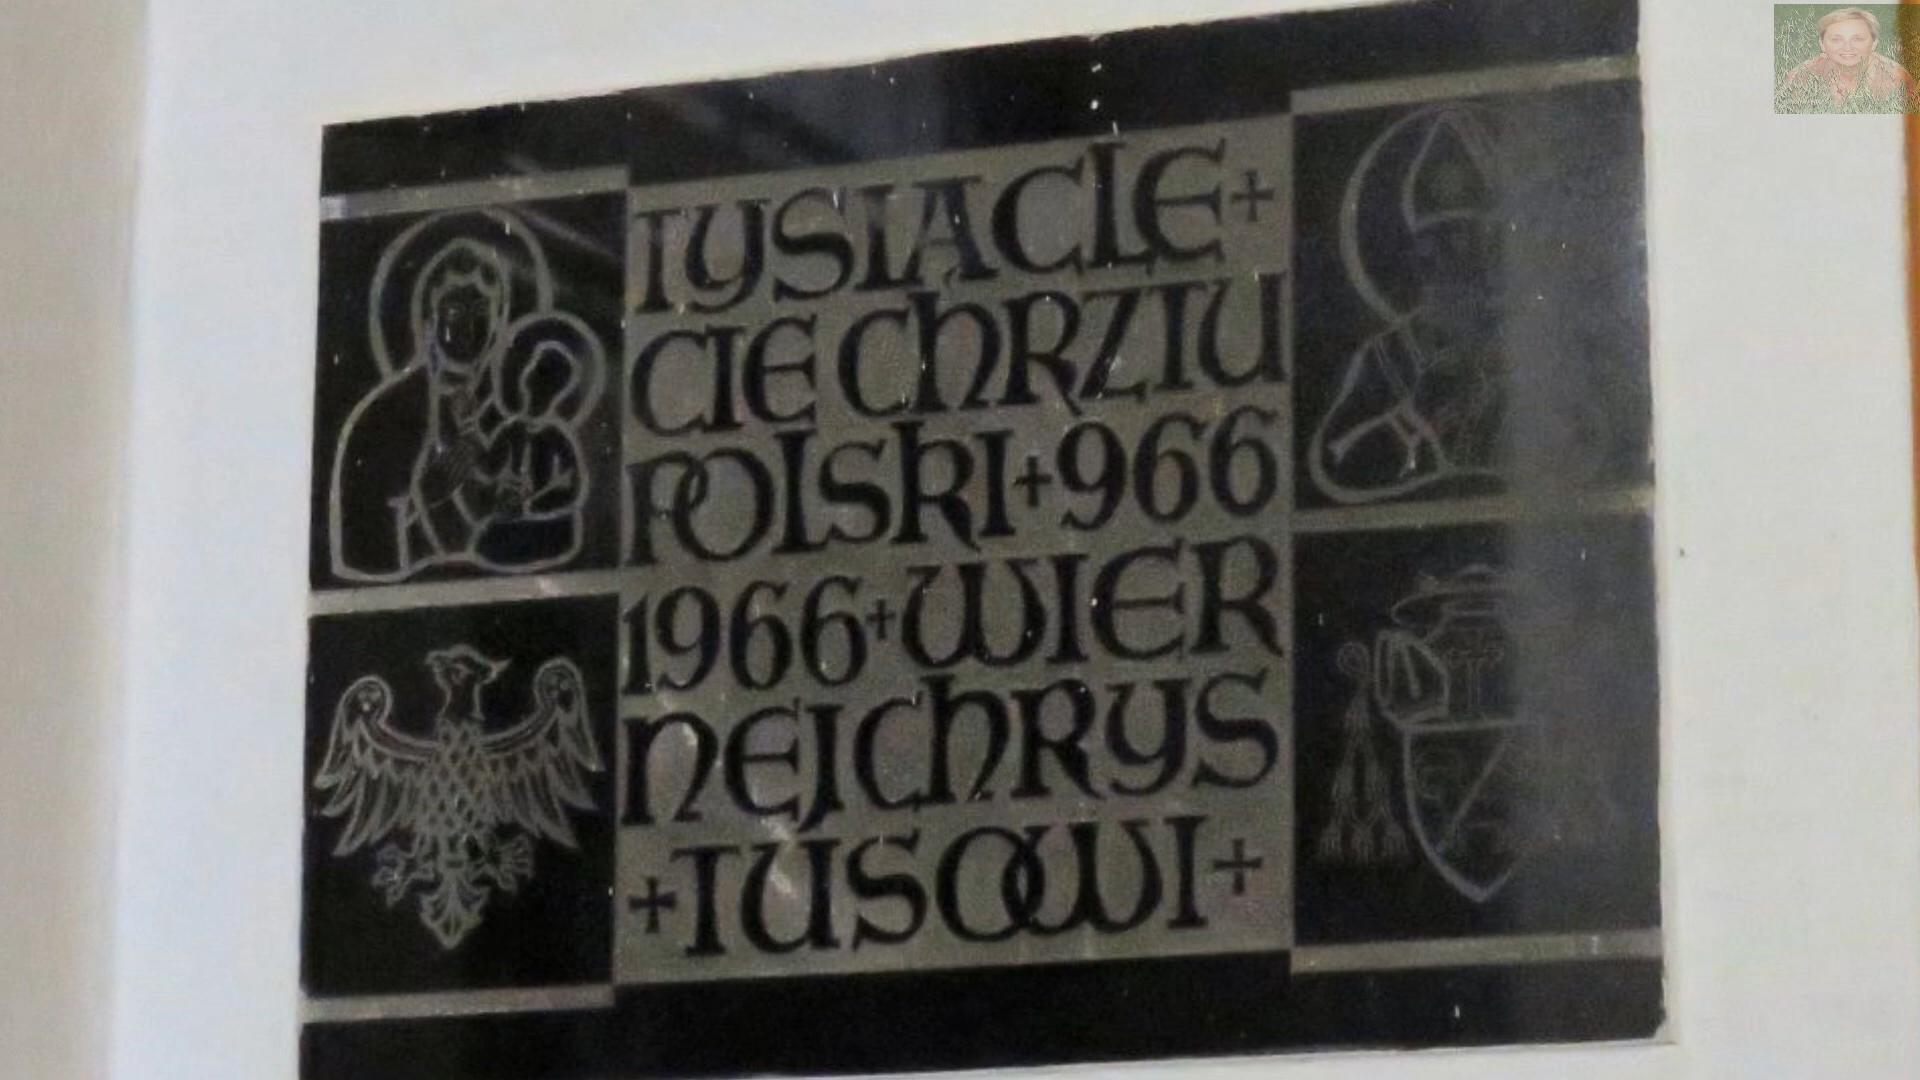 TYSIĄCLE+
CIE ChRZTU
POLSKI+966
1966+WIER
NEJ ChRYS
+TUSOWI+